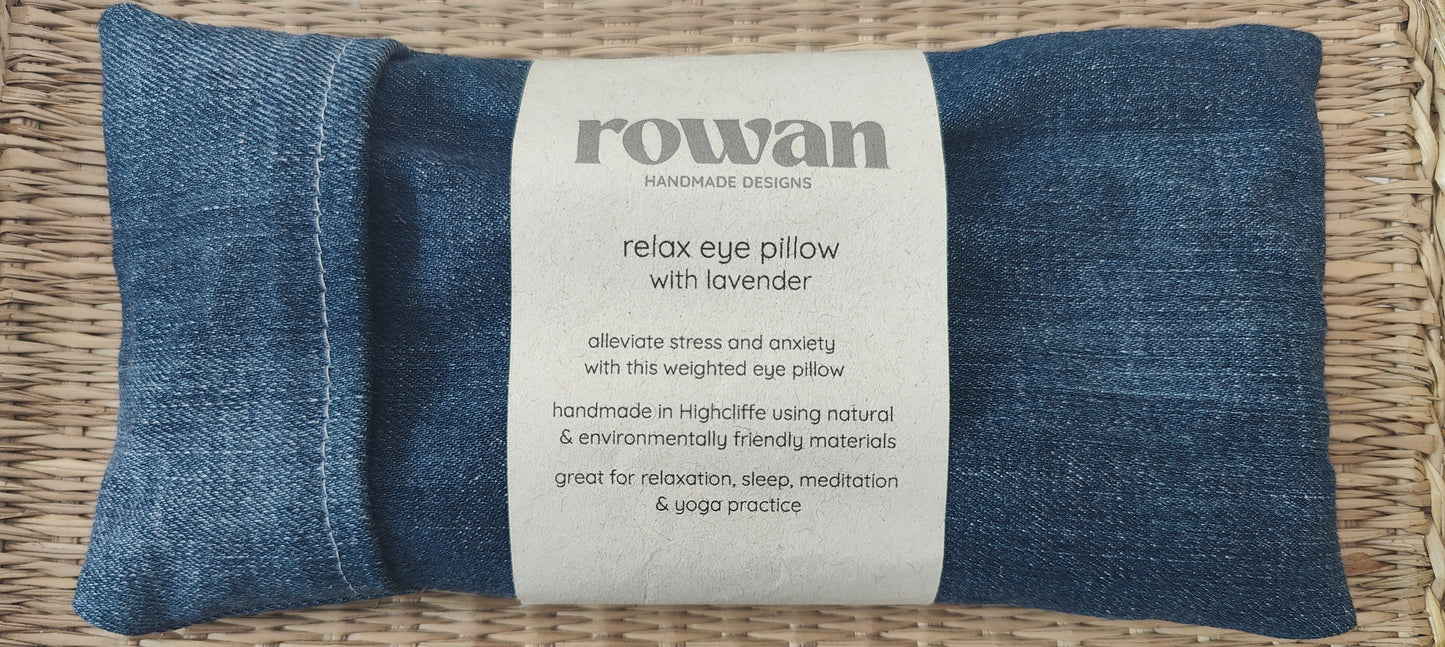 rowan
HANDMADE DESIGNS
relax eye pillow
with lavender
alleviate stress and anxiety
with this weighted eye pillow
handmade in Highcliffe using natural
& environmentally friendly materials
great for relaxation, sleep, meditation
& yoga practice